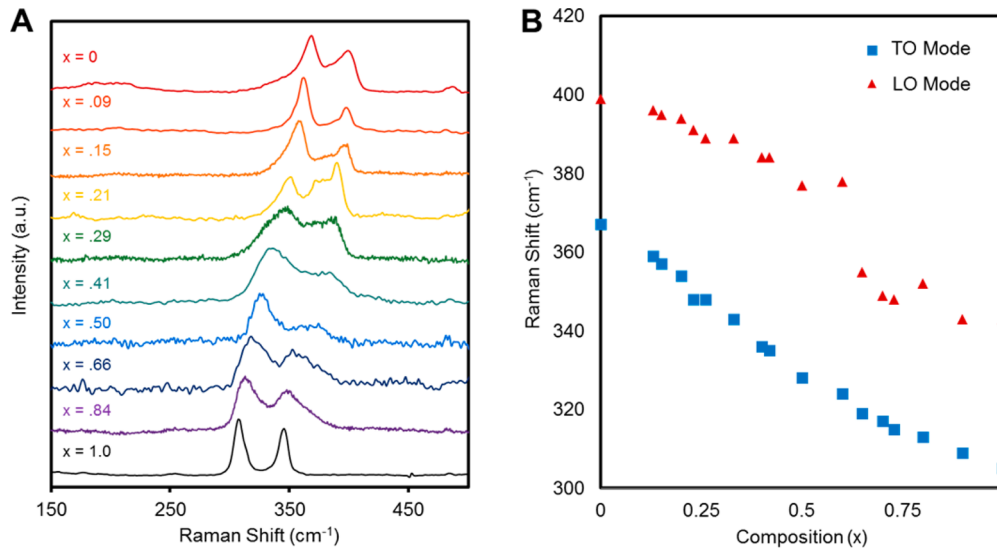 A
x = 0
x = .09
x = .15
x = .21
x = .29
x = .41
x = .50
x = .66
x = .84
x = 1.0
Intensity (a.u.)
150 250 350 450
Raman Shift (cm⁻¹)
B
TO Mode
LO Mode
420
400
380
360
340
320
300
Raman Shift (cm⁻¹)
0 0.25 0.5 0.75
Composition (x)